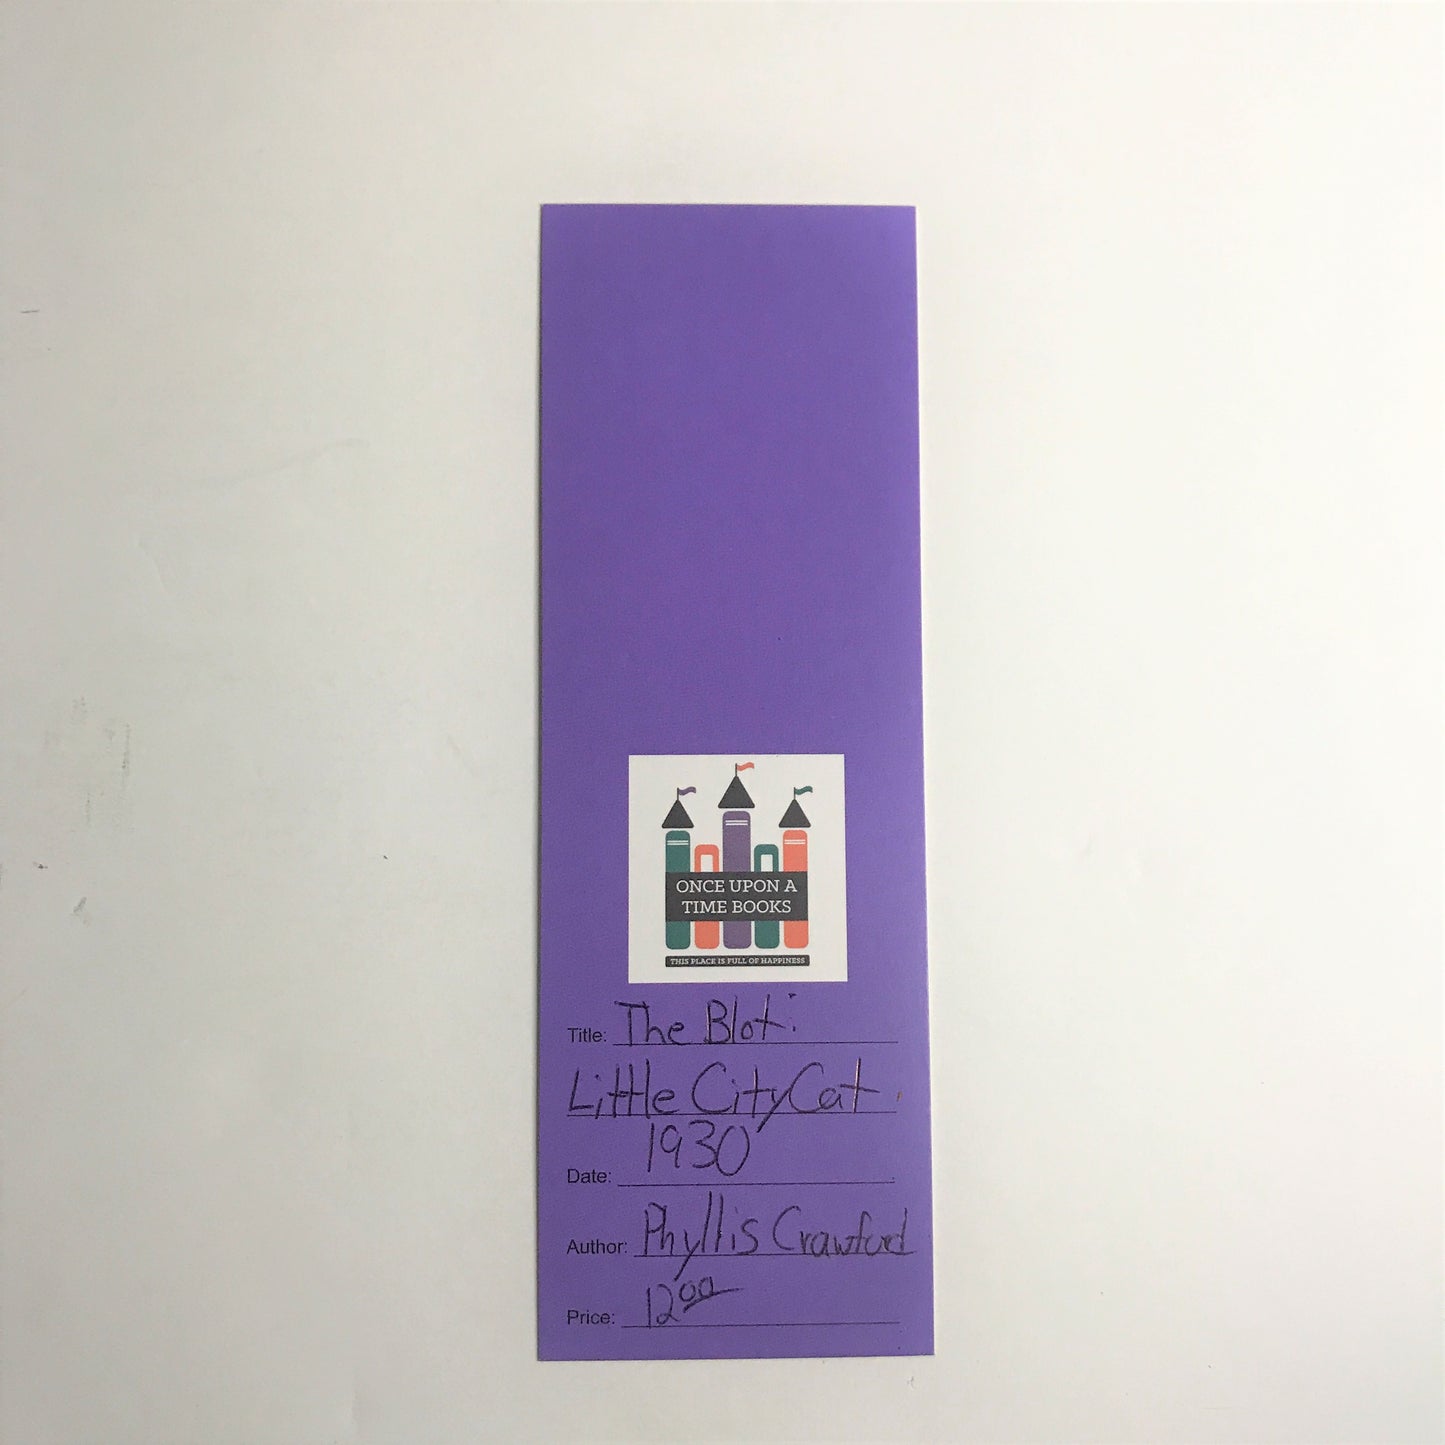 ONCE UPON A
TIME BOOKS
THIS PLACE IS FULL OF HAPPINESS
Title: The Blot:
Little City Cat
Date: 1930
Author: Phyllis Crawford
Price: 12 00